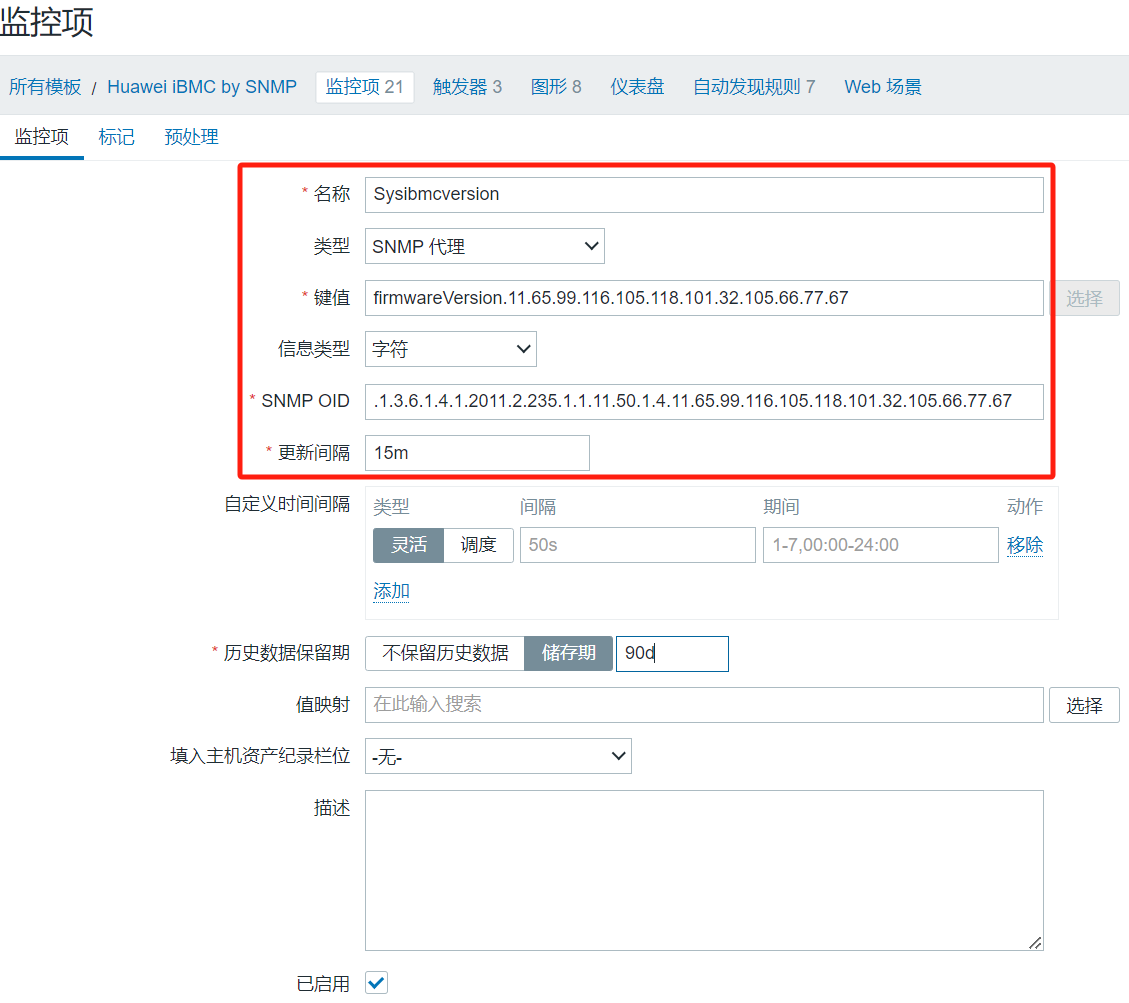 监控项
所有模板 / Huawei iBMC by SNMP 监控项 21 触发器 3 图形 8 仪表盘 自动发现规则 7 Web 场景
监控项 标记 预处理
* 名称 Sysibmcversion
类型 SNMP 代理
* 键值 firmwareVersion.11.65.99.116.105.118.101.32.105.66.77.67 选择
信息类型 字符
* SNMP OID .1.3.6.1.4.1.2011.2.235.1.1.11.50.1.4.11.65.99.116.105.118.101.32.105.66.77.67
* 更新间隔 15m
自定义时间间隔 类型 间隔 期间 动作
灵活 调度 50s 1-7,00:00-24:00 移除
添加
* 历史数据保留期 不保留历史数据 储存期 90d
值映射 在此输入搜索 选择
填入主机资产纪录栏位 -无-
描述
已启用